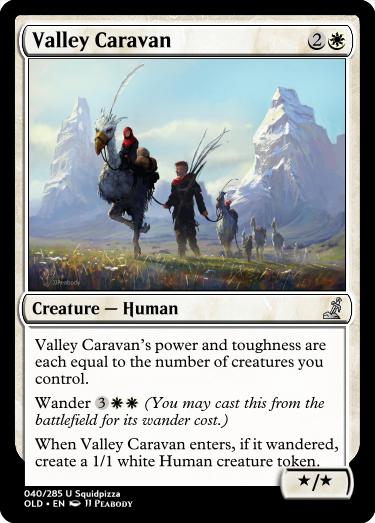 Valley Caravan 2
JJPeabody
Creature — Human
Valley Caravan's power and toughness are
each equal to the number of creatures you
control.
Wander 3 (You may cast this from the
battlefield for its wander cost.)
When Valley Caravan enters, if it wandered,
create a 1/1 white Human creature token.
★/★
040/285 U Squidpizza
OLD • EN JJ Peabody